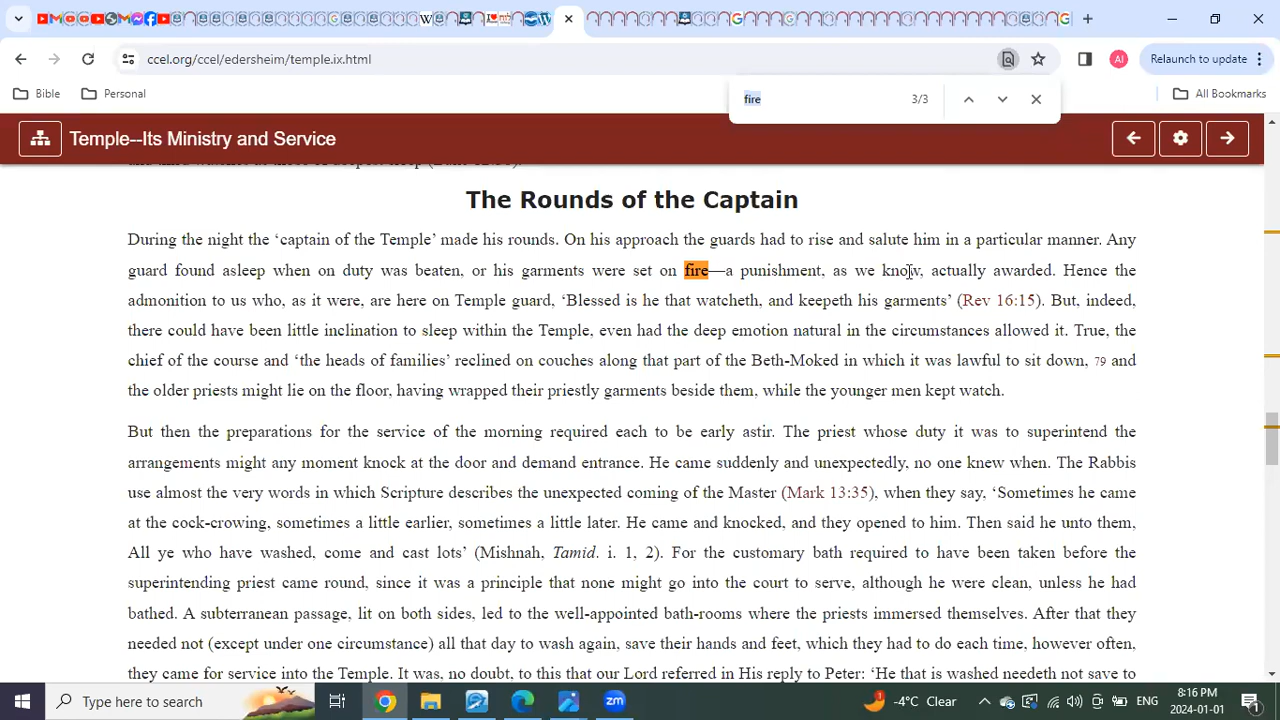 ccel.org/ccel/edersheim/temple.ix.html
Relaunch to update
fire
3/3
Bible
Personal
All Bookmarks
Temple--Its Ministry and Service
The Rounds of the Captain
During the night the ‘captain of the Temple’ made his rounds. On his approach the guards had to rise and salute him in a particular manner. Any
guard found asleep when on duty was beaten, or his garments were set on fire—a punishment, as we know, actually awarded. Hence the
admonition to us who, as it were, are here on Temple guard, ‘Blessed is he that watcheth, and keepeth his garments’ (Rev 16:15). But, indeed,
there could have been little inclination to sleep within the Temple, even had the deep emotion natural in the circumstances allowed it. True, the
chief of the course and ‘the heads of families’ reclined on couches along that part of the Beth-Moked in which it was lawful to sit down, 79 and
the older priests might lie on the floor, having wrapped their priestly garments beside them, while the younger men kept watch.
But then the preparations for the service of the morning required each to be early astir. The priest whose duty it was to superintend the
arrangements might any moment knock at the door and demand entrance. He came suddenly and unexpectedly, no one knew when. The Rabbis
use almost the very words in which Scripture describes the unexpected coming of the Master (Mark 13:35), when they say, ‘Sometimes he came
at the cock-crowing, sometimes a little earlier, sometimes a little later. He came and knocked, and they opened to him. Then said he unto them,
All ye who have washed, come and cast lots’ (Mishnah, Tamid. i. 1, 2). For the customary bath required to have been taken before the
superintending priest came round, since it was a principle that none might go into the court to serve, although he were clean, unless he had
bathed. A subterranean passage, lit on both sides, led to the well-appointed bath-rooms where the priests immersed themselves. After that they
needed not (except under one circumstance) all that day to wash again, save their hands and feet, which they had to do each time, however often,
they came for service into the Temple. It was, no doubt, to this that our Lord referred in His reply to Peter: ‘He that is washed needeth not save to
Type here to search
-4°C Clear
ENG
8:16 PM
2024-01-01